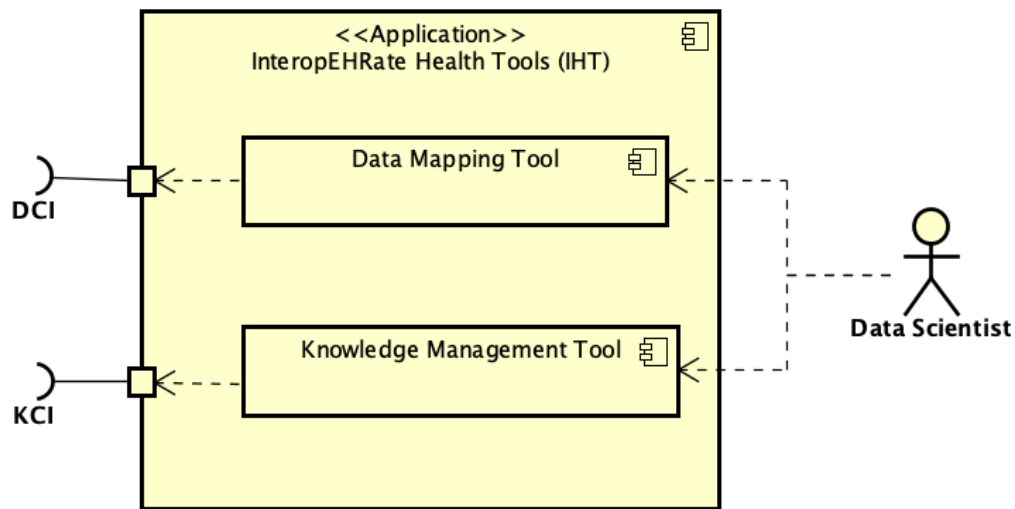 <<Application>>
InteropEHRate Health Tools (IHT)
Data Mapping Tool
DCI
Data Scientist
Knowledge Management Tool
KCI